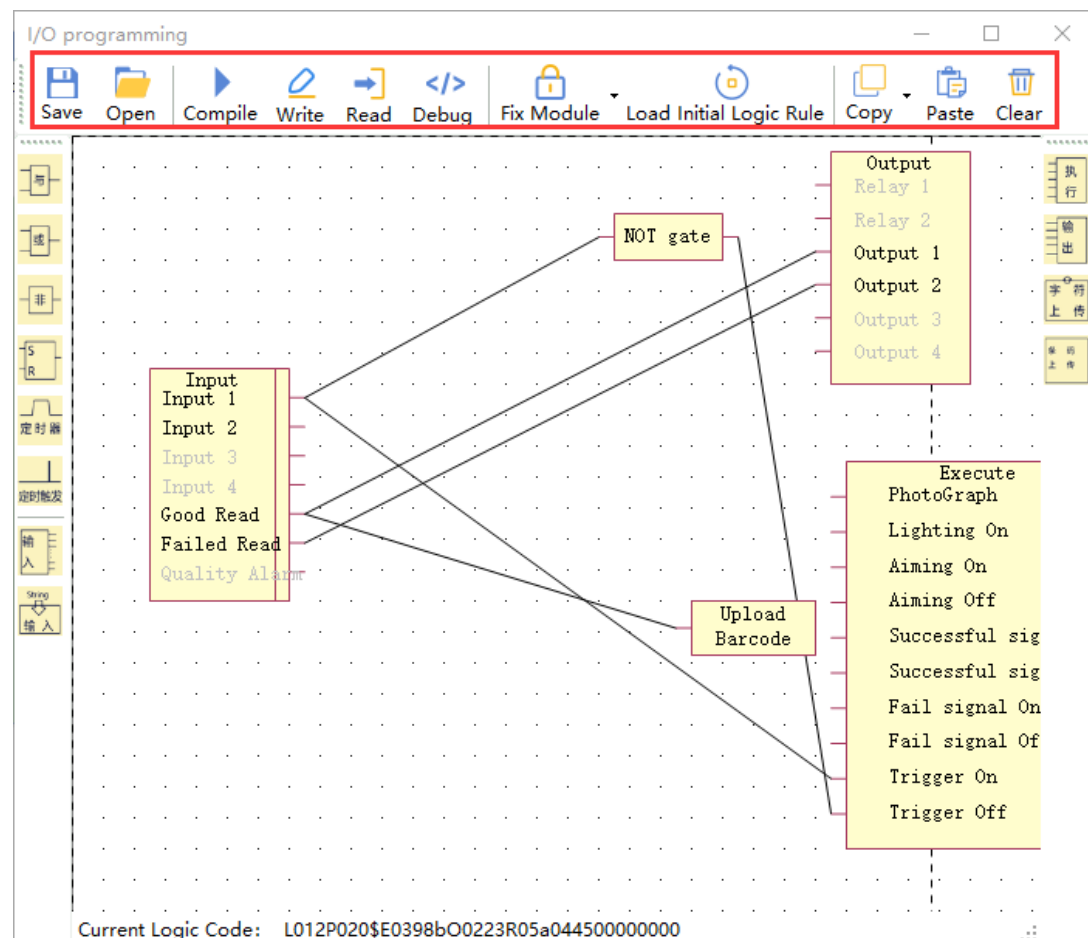 I/O programming
Save Open Compile Write Read Debug Fix Module Load Initial Logic Rule Copy Paste Clear
与
或
非
S
R
定时器
定时触发
输
入
String
输入
Input
Input 1
Input 2
Input 3
Input 4
Good Read
Failed Read
Quality Alarm
NOT gate
Upload
Barcode
Output
Relay 1
Relay 2
Output 1
Output 2
Output 3
Output 4
Execute
PhotoGraph
Lighting On
Aiming On
Aiming Off
Successful sig
Successful sig
Fail signal On
Fail signal Of
Trigger On
Trigger Off
执
行
输
出
字符
上传
条码
上传
Current Logic Code: L012P020$E0398bO0223R05a044500000000